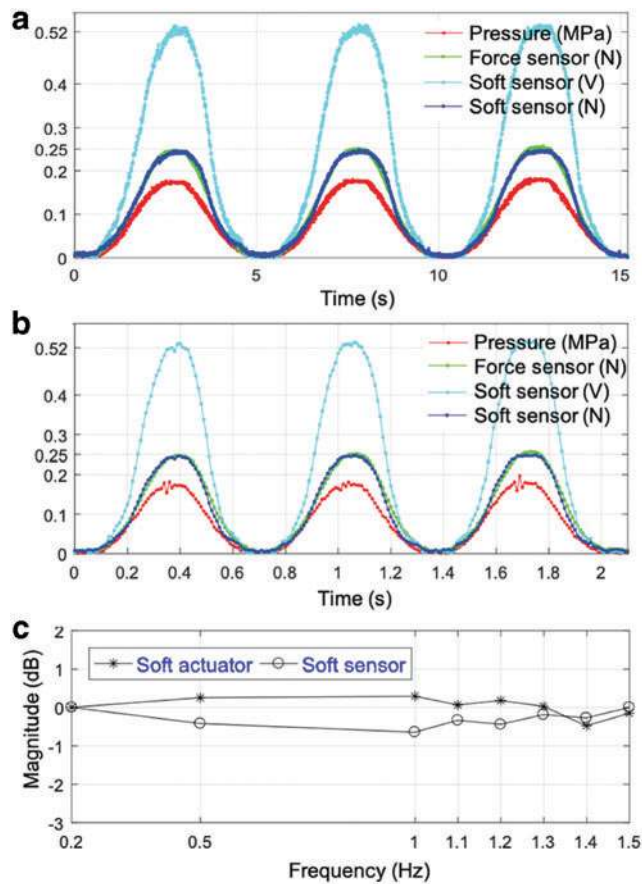 a
0.52
0.4
0.3
0.25
0.2
0.1
0
Pressure (MPa)
Force sensor (N)
Soft sensor (V)
Soft sensor (N)
0 5 10 15
Time (s)
b
0.52
0.4
0.3
0.25
0.2
0.1
0
Pressure (MPa)
Force sensor (N)
Soft sensor (V)
Soft sensor (N)
0 0.2 0.4 0.6 0.8 1 1.2 1.4 1.6 1.8 2
Time (s)
c
Magnitude (dB)
2
1
0
-1
-2
-3
Soft actuator Soft sensor
0.2 0.5 1 1.1 1.2 1.3 1.4 1.5
Frequency (Hz)